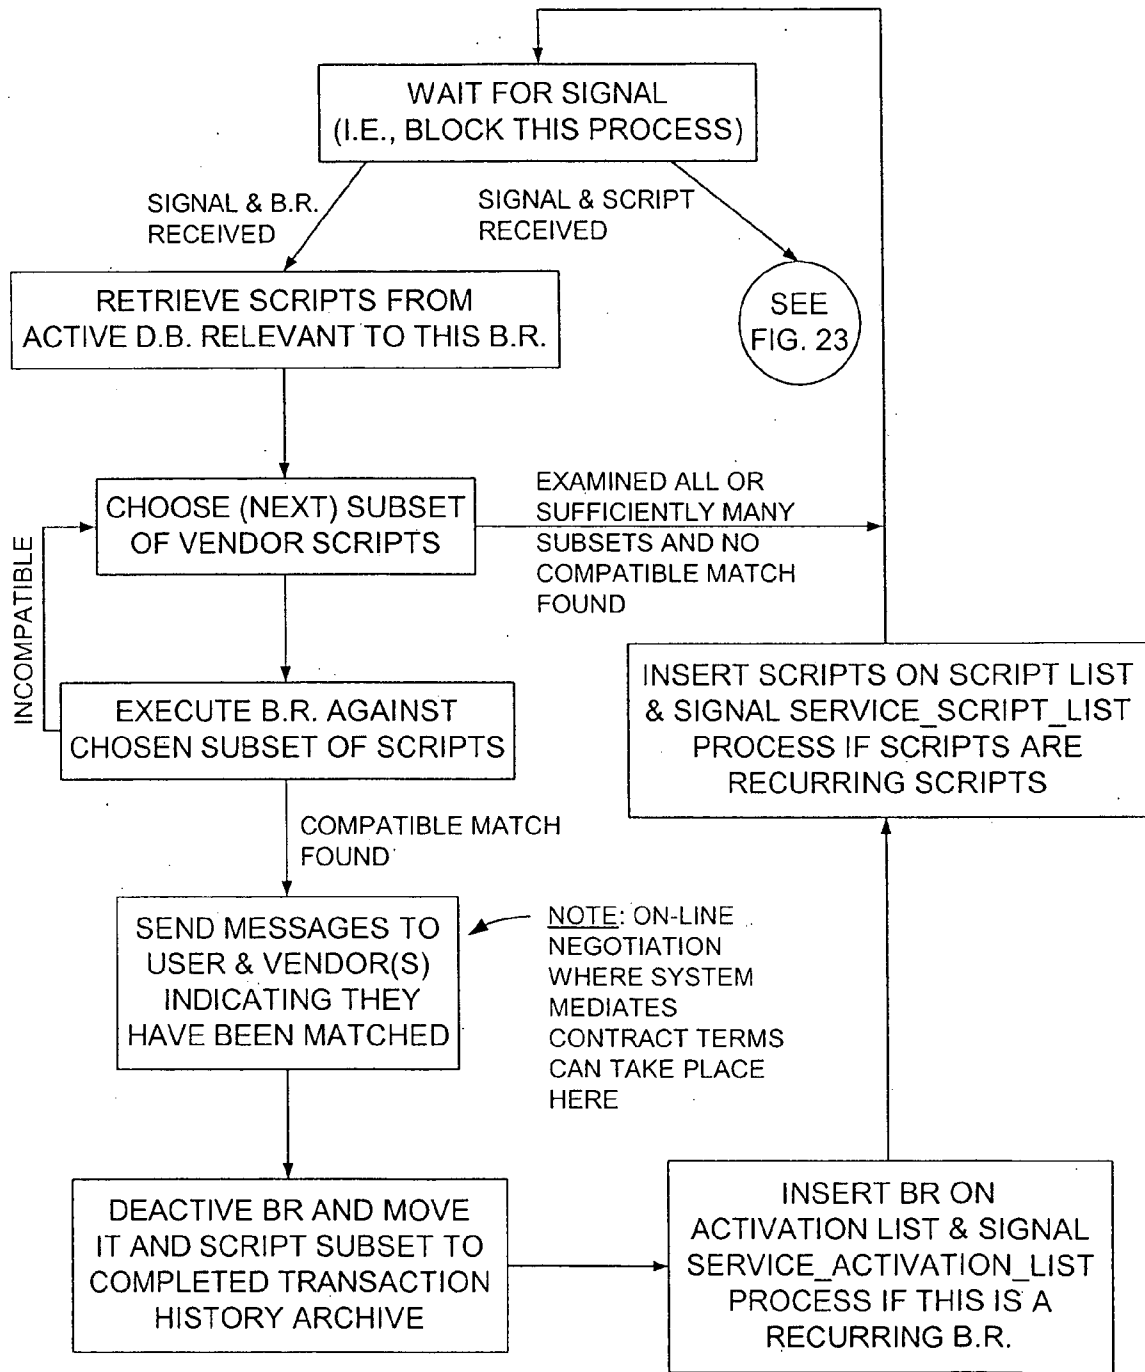 WAIT FOR SIGNAL
(I.E., BLOCK THIS PROCESS)
SIGNAL & B.R.
RECEIVED
SIGNAL & SCRIPT
RECEIVED
RETRIEVE SCRIPTS FROM
ACTIVE D.B. RELEVANT TO THIS B.R.
SEE
FIG. 23
CHOOSE (NEXT) SUBSET
OF VENDOR SCRIPTS
EXAMINED ALL OR
SUFFICIENTLY MANY
SUBSETS AND NO
COMPATIBLE MATCH
FOUND
INCOMPATIBLE
EXECUTE B.R. AGAINST
CHOSEN SUBSET OF SCRIPTS
INSERT SCRIPTS ON SCRIPT LIST
& SIGNAL SERVICE_SCRIPT_LIST
PROCESS IF SCRIPTS ARE
RECURRING SCRIPTS
COMPATIBLE MATCH
FOUND
SEND MESSAGES TO
USER & VENDOR(S)
INDICATING THEY
HAVE BEEN MATCHED
NOTE: ON-LINE
NEGOTIATION
WHERE SYSTEM
MEDIATES
CONTRACT TERMS
CAN TAKE PLACE
HERE
DEACTIVE BR AND MOVE
IT AND SCRIPT SUBSET TO
COMPLETED TRANSACTION
HISTORY ARCHIVE
INSERT BR ON
ACTIVATION LIST & SIGNAL
SERVICE_ACTIVATION_LIST
PROCESS IF THIS IS A
RECURRING B.R.